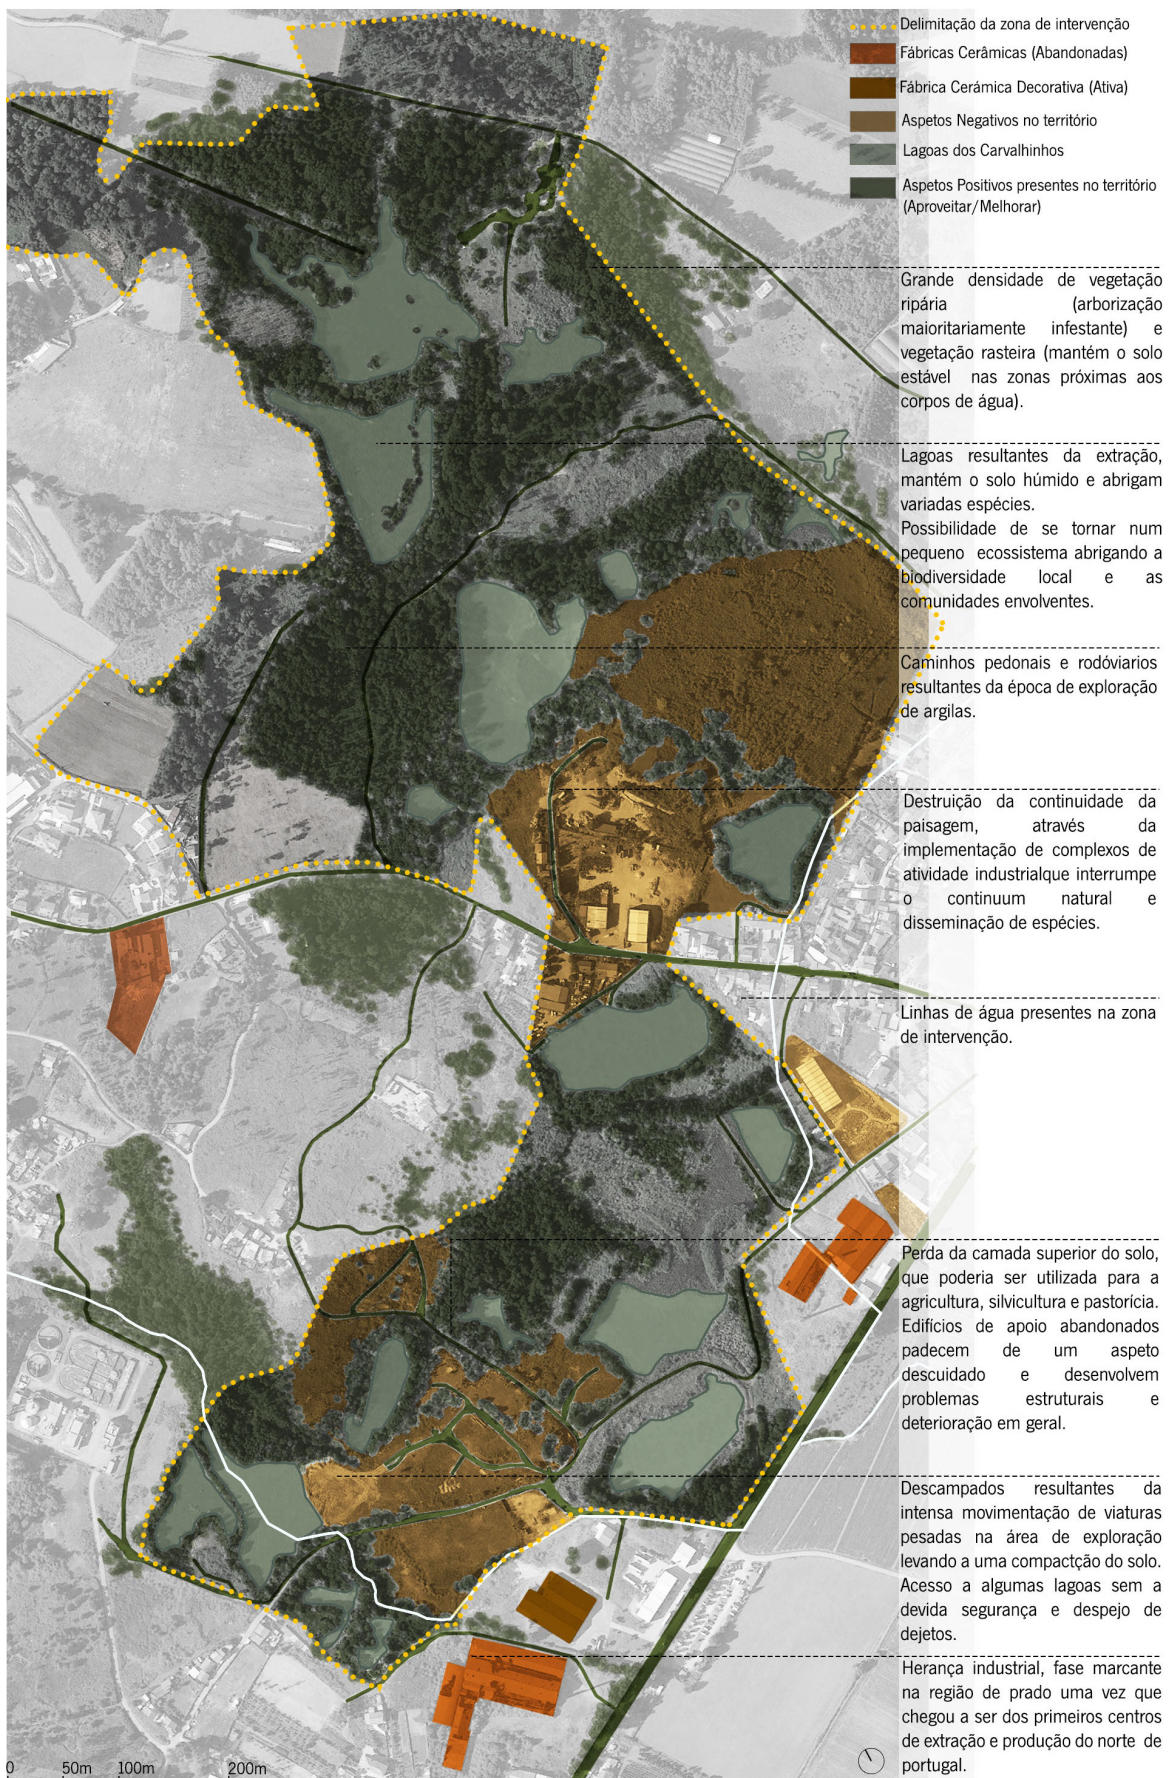 Delimitação da zona de intervenção
Fábricas Cerâmicas (Abandonadas)
Fábrica Cerámica Decorativa (Ativa)
Aspetos Negativos no território
Lagoas dos Carvalhinhos
Aspetos Positivos presentes no território
(Aproveitar/Melhorar)
Grande densidade de vegetação
ripária (arborização
maioritariamente infestante) e
vegetação rasteira (mantém o solo
estável nas zonas próximas aos
corpos de água).
Lagoas resultantes da extração,
mantém o solo húmido e abrigam
variadas espécies.
Possibilidade de se tornar num
pequeno ecossistema abrigando a
biodiversidade local e as
comunidades envolventes.
Caminhos pedonais e rodóviarios
resultantes da época de exploração
de argilas.
Destruição da continuidade da
paisagem, através da
implementação de complexos de
atividade industrialque interrumpe
o continuum natural e
disseminação de espécies.
Linhas de água presentes na zona
de intervenção.
Perda da camada superior do solo,
que poderia ser utilizada para a
agricultura, silvicultura e pastorícia.
Edifícios de apoio abandonados
padecem de um aspeto
descuidado e desenvolvem
problemas estruturais e
deterioração em geral.
Descampados resultantes da
intensa movimentação de viaturas
pesadas na área de exploração
levando a uma compactção do solo.
Acesso a algumas lagoas sem a
devida segurança e despejo de
dejetos.
Herança industrial, fase marcante
na região de prado uma vez que
chegou a ser dos primeiros centros
de extração e produção do norte de
portugal.
0 50m 100m 200m